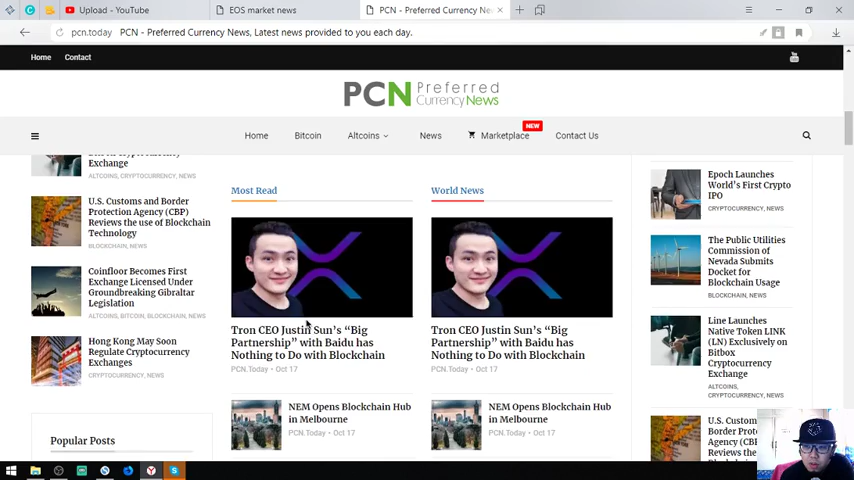 Upload - YouTube
EOS market news
PCN - Preferred Currency News
pcn.today PCN - Preferred Currency News, Latest news provided to you each day.
Home Contact
PCN Preferred
Currency News
Home Bitcoin Altcoins News Marketplace NEW Contact Us
Exchange
ALTCOINS, CRYPTOCURRENCY, NEWS
U.S. Customs and Border
Protection Agency (CBP)
Reviews the use of Blockchain
Technology
BLOCKCHAIN, NEWS
Coinfloor Becomes First
Exchange Licensed Under
Groundbreaking Gibraltar
Legislation
ALTCOINS, BITCOIN, BLOCKCHAIN, NEWS
Hong Kong May Soon
Regulate Cryptocurrency
Exchanges
CRYPTOCURRENCY, NEWS
Popular Posts
Most Read
Tron CEO Justin Sun's “Big
Partnership” with Baidu has
Nothing to Do with Blockchain
PCN.Today • Oct 17
NEM Opens Blockchain Hub
in Melbourne
PCN.Today • Oct 17
World News
Tron CEO Justin Sun's “Big
Partnership” with Baidu has
Nothing to Do with Blockchain
PCN.Today • Oct 17
NEM Opens Blockchain Hub
in Melbourne
PCN.Today • Oct 17
Epoch Launches
World's First Crypto
IPO
CRYPTOCURRENCY, NEWS
The Public Utilities
Commission of
Nevada Submits
Docket for
Blockchain Usage
BLOCKCHAIN, NEWS
Line Launches
Native Token LINK
(LN) Exclusively on
Bitbox
Cryptocurrency
Exchange
ALTCOINS,
CRYPTOCURRENCY, NEWS
U.S. Custom
and Border
Protection
Agency (CB
Reviews the